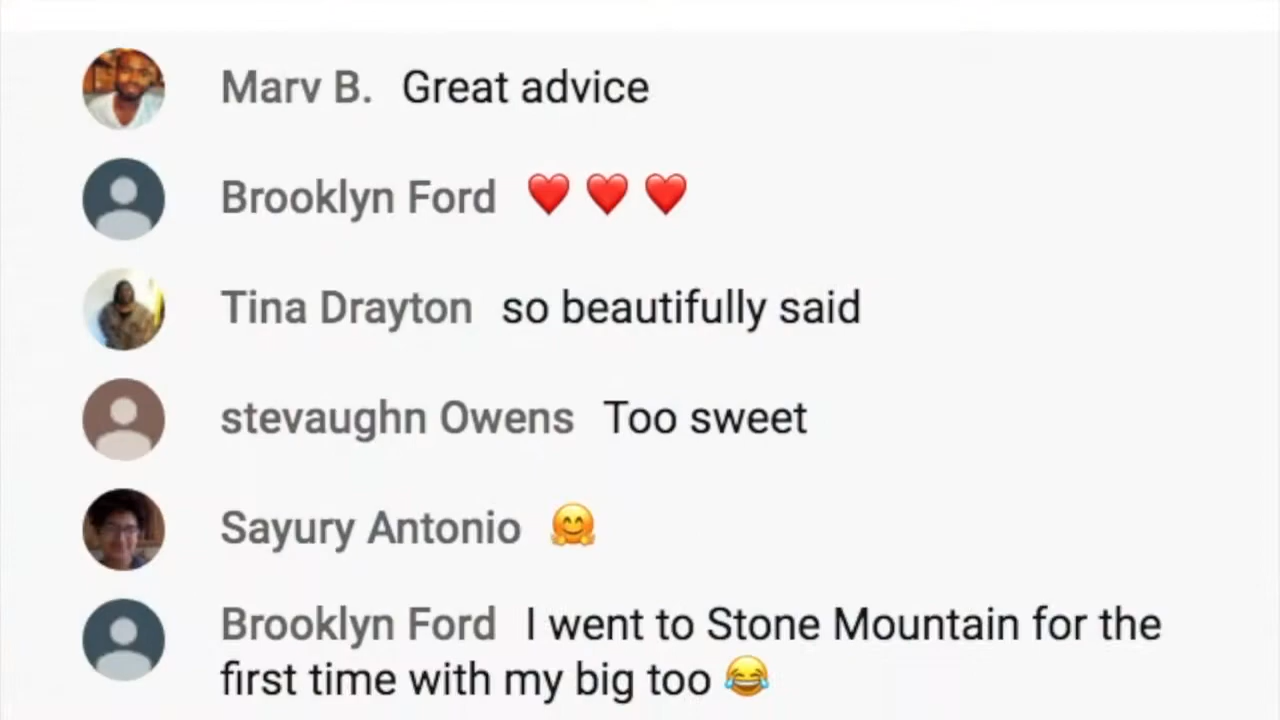 Marv B. Great advice
Brooklyn Ford ❤️ ❤️ ❤️
Tina Drayton so beautifully said
stevaughn Owens Too sweet
Sayury Antonio 🤗
Brooklyn Ford I went to Stone Mountain for the
first time with my big too 😂